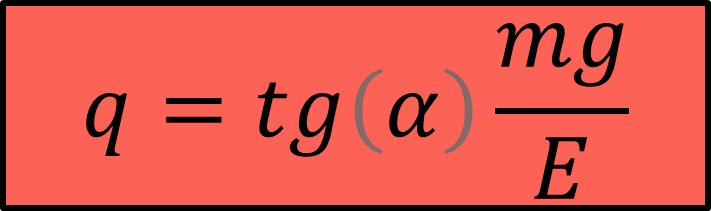 q = tg(α) mg/E